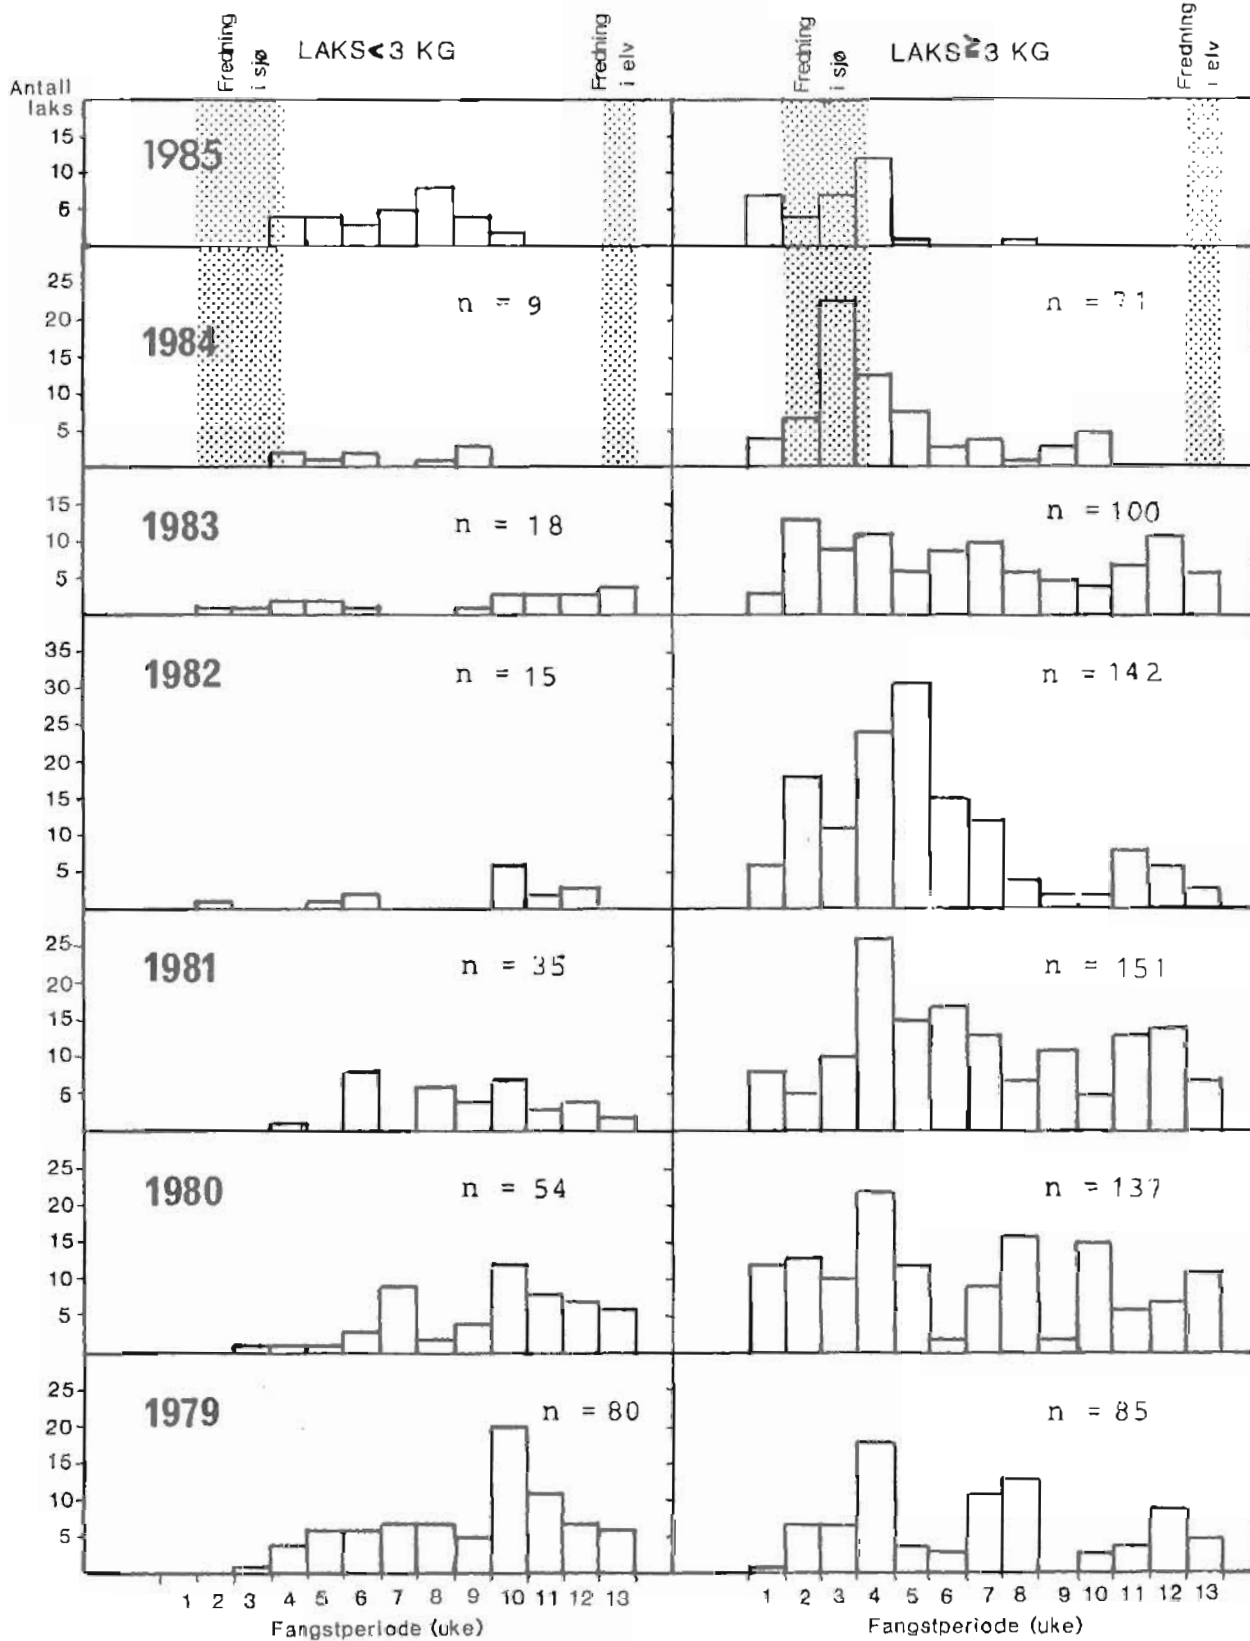 Fredning i sjø
LAKS<3 KG
Fredning i elv
Fredning i sjø
LAKS≥3 KG
Fredning i elv
Antall
laks
15
10
5
1985
25
20
15
10
5
1984
n = 9
n = 71
15
10
5
1983
n = 18
n = 100
35
30
25
20
15
10
5
1982
n = 15
n = 142
25
20
15
10
5
1981
n = 35
n = 151
25
20
15
10
5
1980
n = 54
n = 137
25
20
15
10
5
1979
n = 80
n = 85
1 2 3 4 5 6 7 8 9 10 11 12 13
1 2 3 4 5 6 7 8 9 10 11 12 13
Fangstperiode (uke)
Fangstperiode (uke)